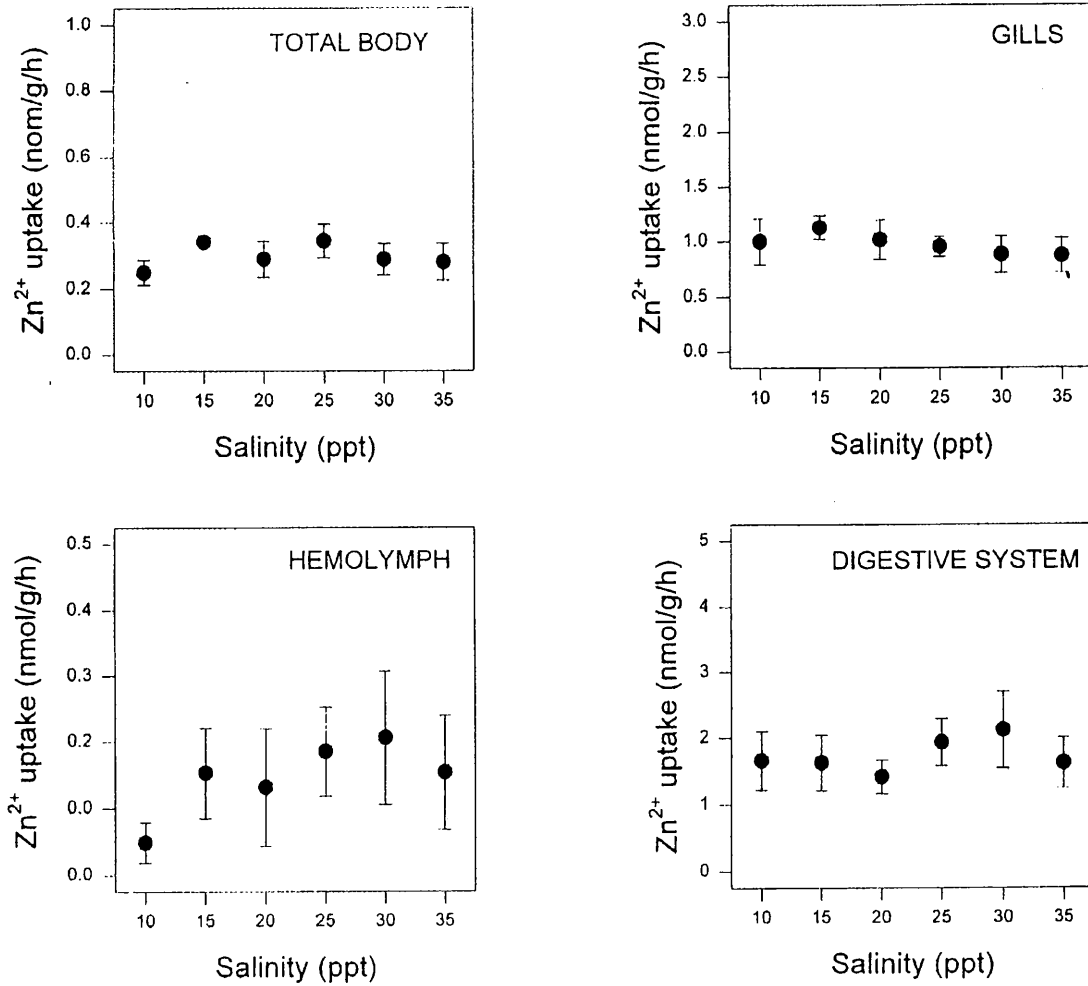 TOTAL BODY
Zn2+ uptake (nom/g/h)
1.0
0.8
0.6
0.4
0.2
0.0
10 15 20 25 30 35
Salinity (ppt)
GILLS
Zn2+ uptake (nmol/g/h)
3.0
2.5
2.0
1.5
1.0
0.5
0.0
10 15 20 25 30 35
Salinity (ppt)
HEMOLYMPH
Zn2+ uptake (nmol/g/h)
0.5
0.4
0.3
0.2
0.0
0.0
10 15 20 25 30 35
Salinity (ppt)
DIGESTIVE SYSTEM
Zn2+ uptake (nmol/g/h)
5
4
3
2
1
0
10 15 20 25 30 35
Salinity (ppt)